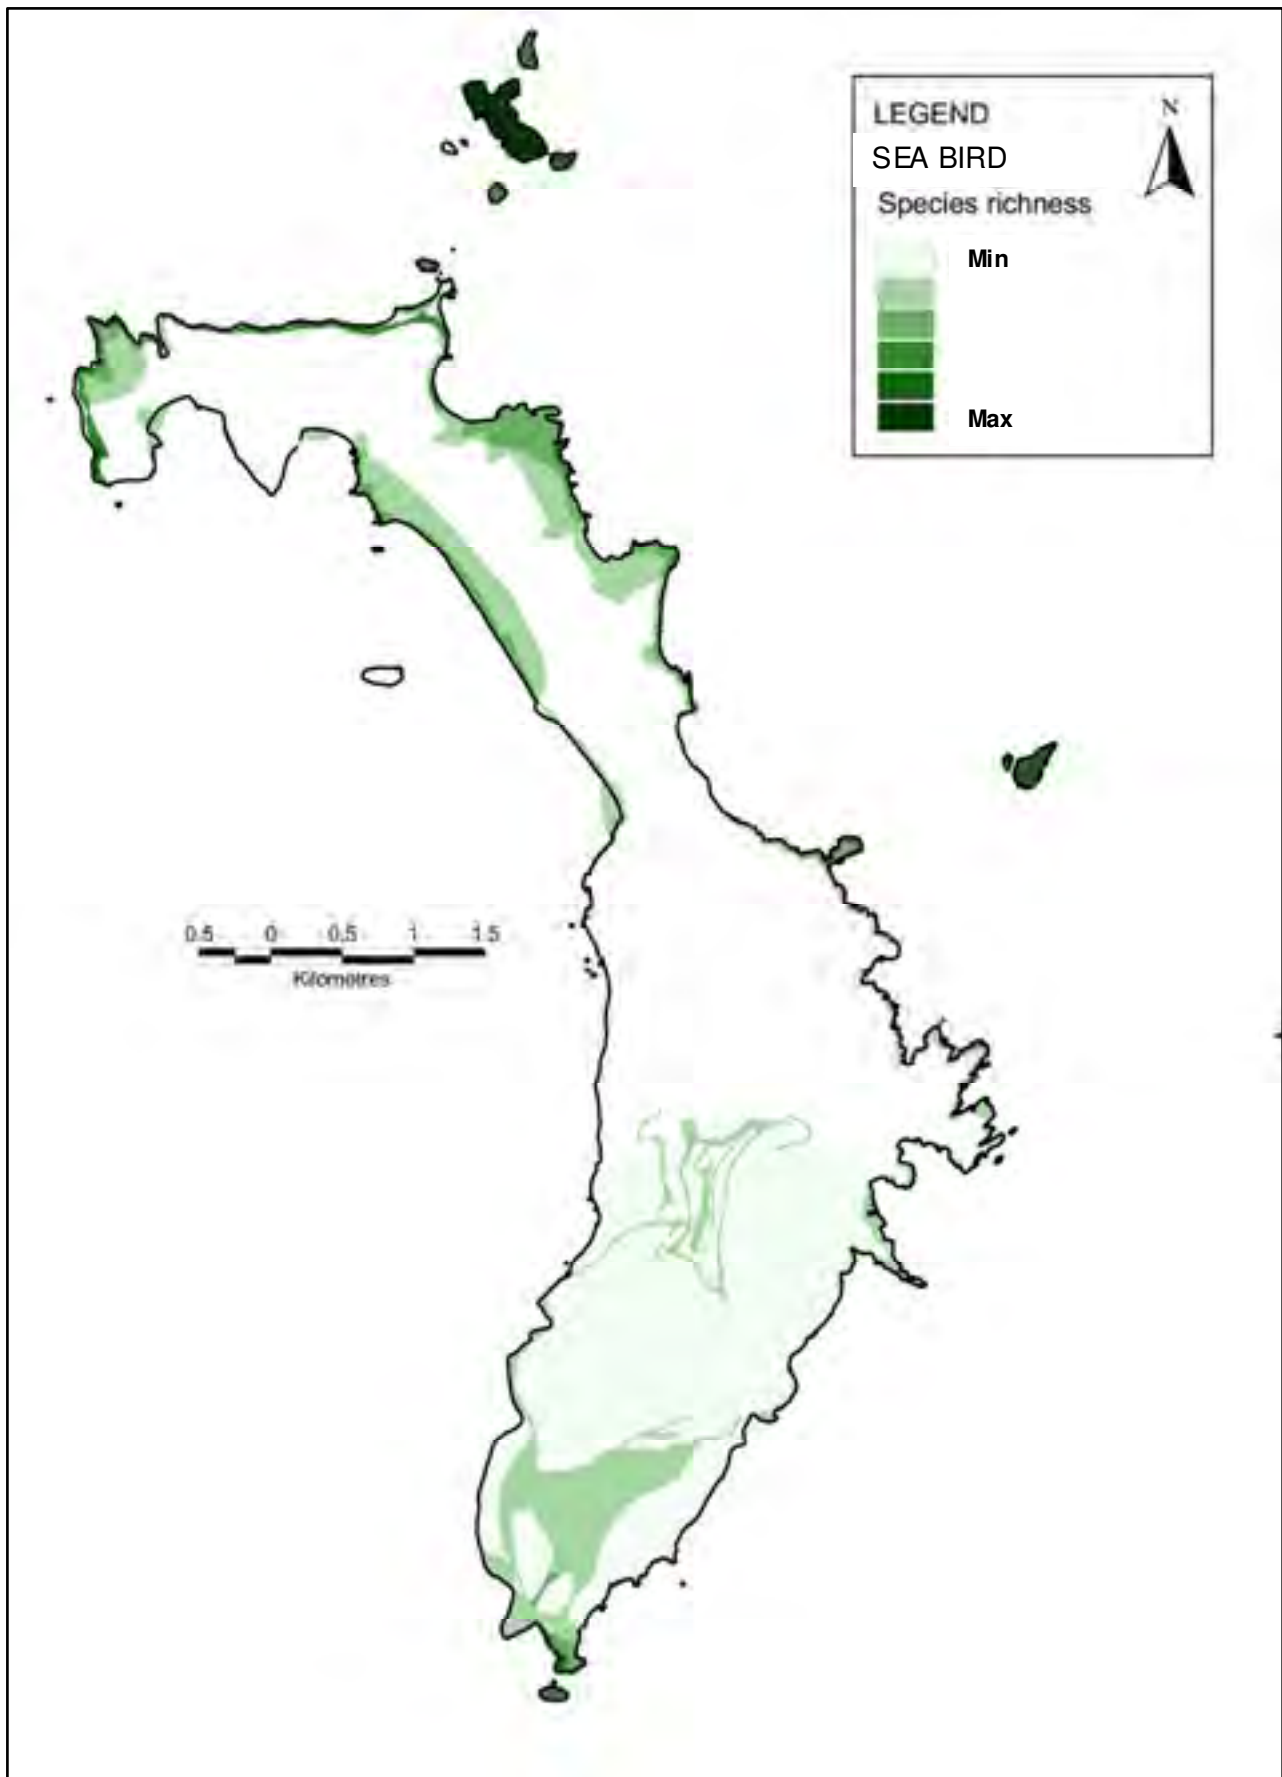 LEGEND
N
SEA BIRD
Species richness
Min
Max
0.5 0 0.5 1 1.5
Kilometres